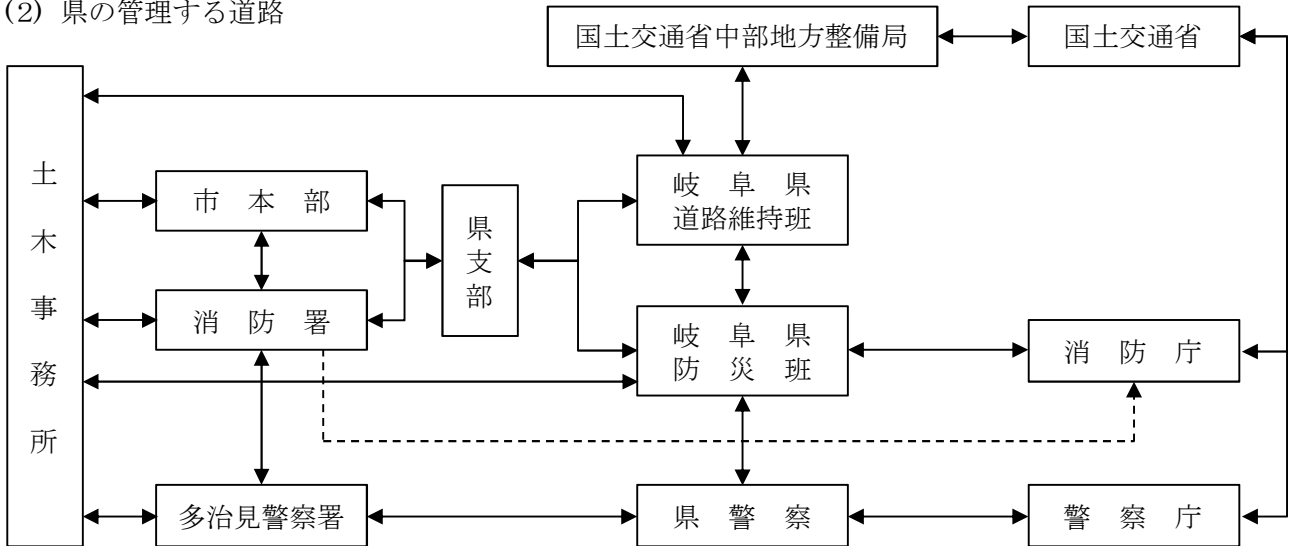 (2) 県の管理する道路
国土交通省中部地方整備局
国土交通省
土木事務所
市本部
県支部
岐阜県
道路維持班
消防署
岐阜県
防災班
消防庁
多治見警察署
県警察
警察庁